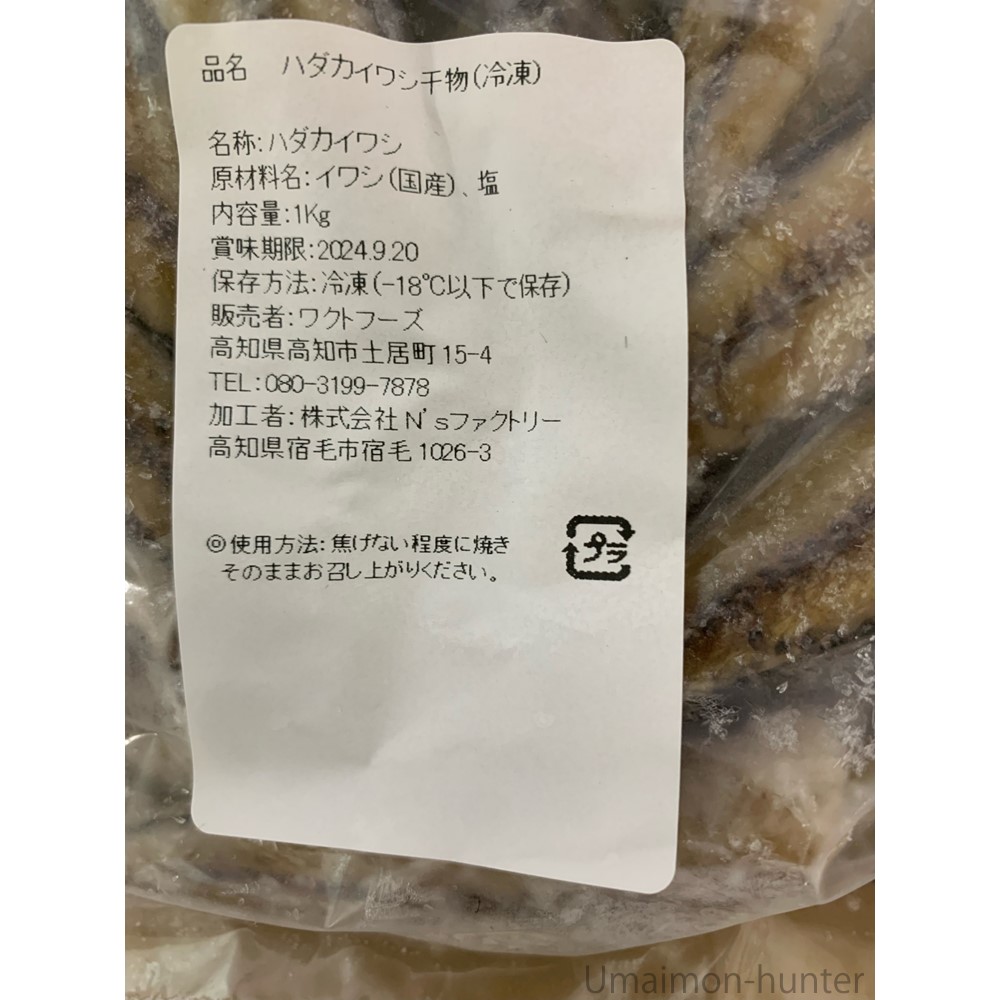 品名　ハダカイワシ干物(冷凍)
名称:ハダカイワシ
原材料名:イワシ(国産)、塩
内容量:1Kg
賞味期限:2024.9.20
保存方法:冷凍(-18℃以下で保存)
販売者:ワクトフーズ
高知県高知市土居町15-4
TEL:080-3199-7878
加工者:株式会社N'sファクトリー
高知県宿毛市宿毛1026-3
◎使用方法:焦げない程度に焼き
そのままお召し上がりください。
プラ
Umaimon-hunter